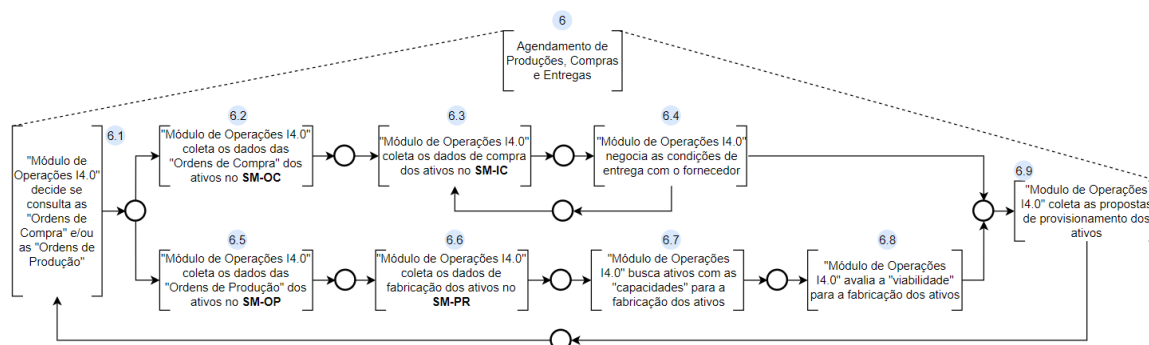 6
Agendamento de
Produções, Compras
e Entregas
6.1
"Módulo de
Operações I4.0"
decide se
consulta as
"Ordens de
Compra" e/ou
as "Ordens de
Produção"
6.2
"Módulo de Operações I4.0"
coleta os dados das
"Ordens de Compra" dos
ativos no SM-OC
6.3
"Módulo de Operações I4.0"
coleta os dados de compra
dos ativos no SM-IC
6.4
"Módulo de Operações I4.0"
negocia as condições de
entrega com o fornecedor
6.5
"Módulo de Operações I4.0"
coleta os dados das
"Ordens de Produção" dos
ativos no SM-OP
6.6
"Módulo de Operações I4.0"
coleta os dados de
fabricação dos ativos no
SM-PR
6.7
"Módulo de Operações
I4.0" busca ativos com as
"capacidades" para a
fabricação dos ativos
6.8
"Módulo de Operações
I4.0" avalia a "viabilidade"
para a fabricação dos ativos
6.9
"Modulo de Operações
I4.0" coleta as propostas
de provisionamento dos
ativos